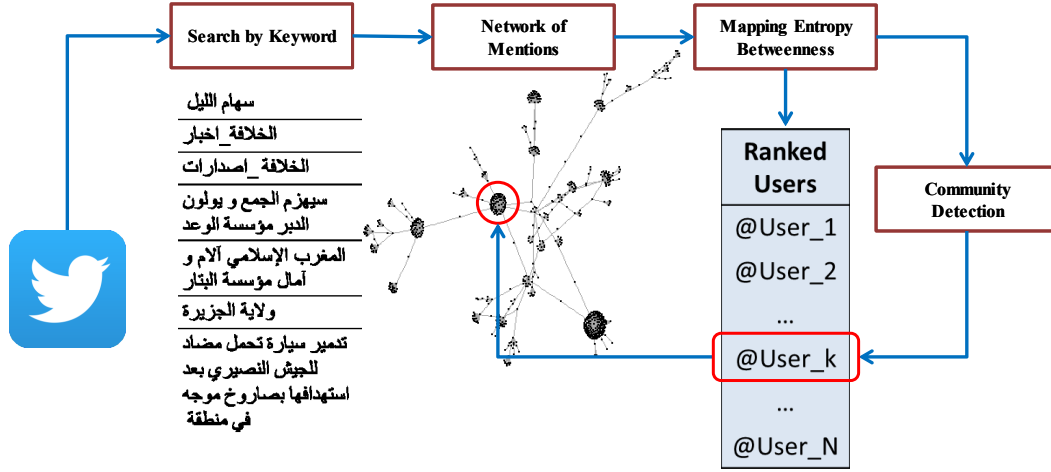 Search by Keyword
Network of
Mentions
Mapping Entropy
Betweenness
سهام الليل
الخلافة_اخبار
الخلافة _اصدارات
سيهزم الجمع و يولون
الدبر مؤسسة الوعد
المغرب الإسلامي آلام و
آمال مؤسسة البتار
ولاية الجزيرة
تدمير سيارة تحمل مضاد
للجيش النصيري بعد
استهدافها بصاروخ موجه
في منطقة
Ranked
Users
@User_1
@User_2
...
@User_k
...
@User_N
Community
Detection